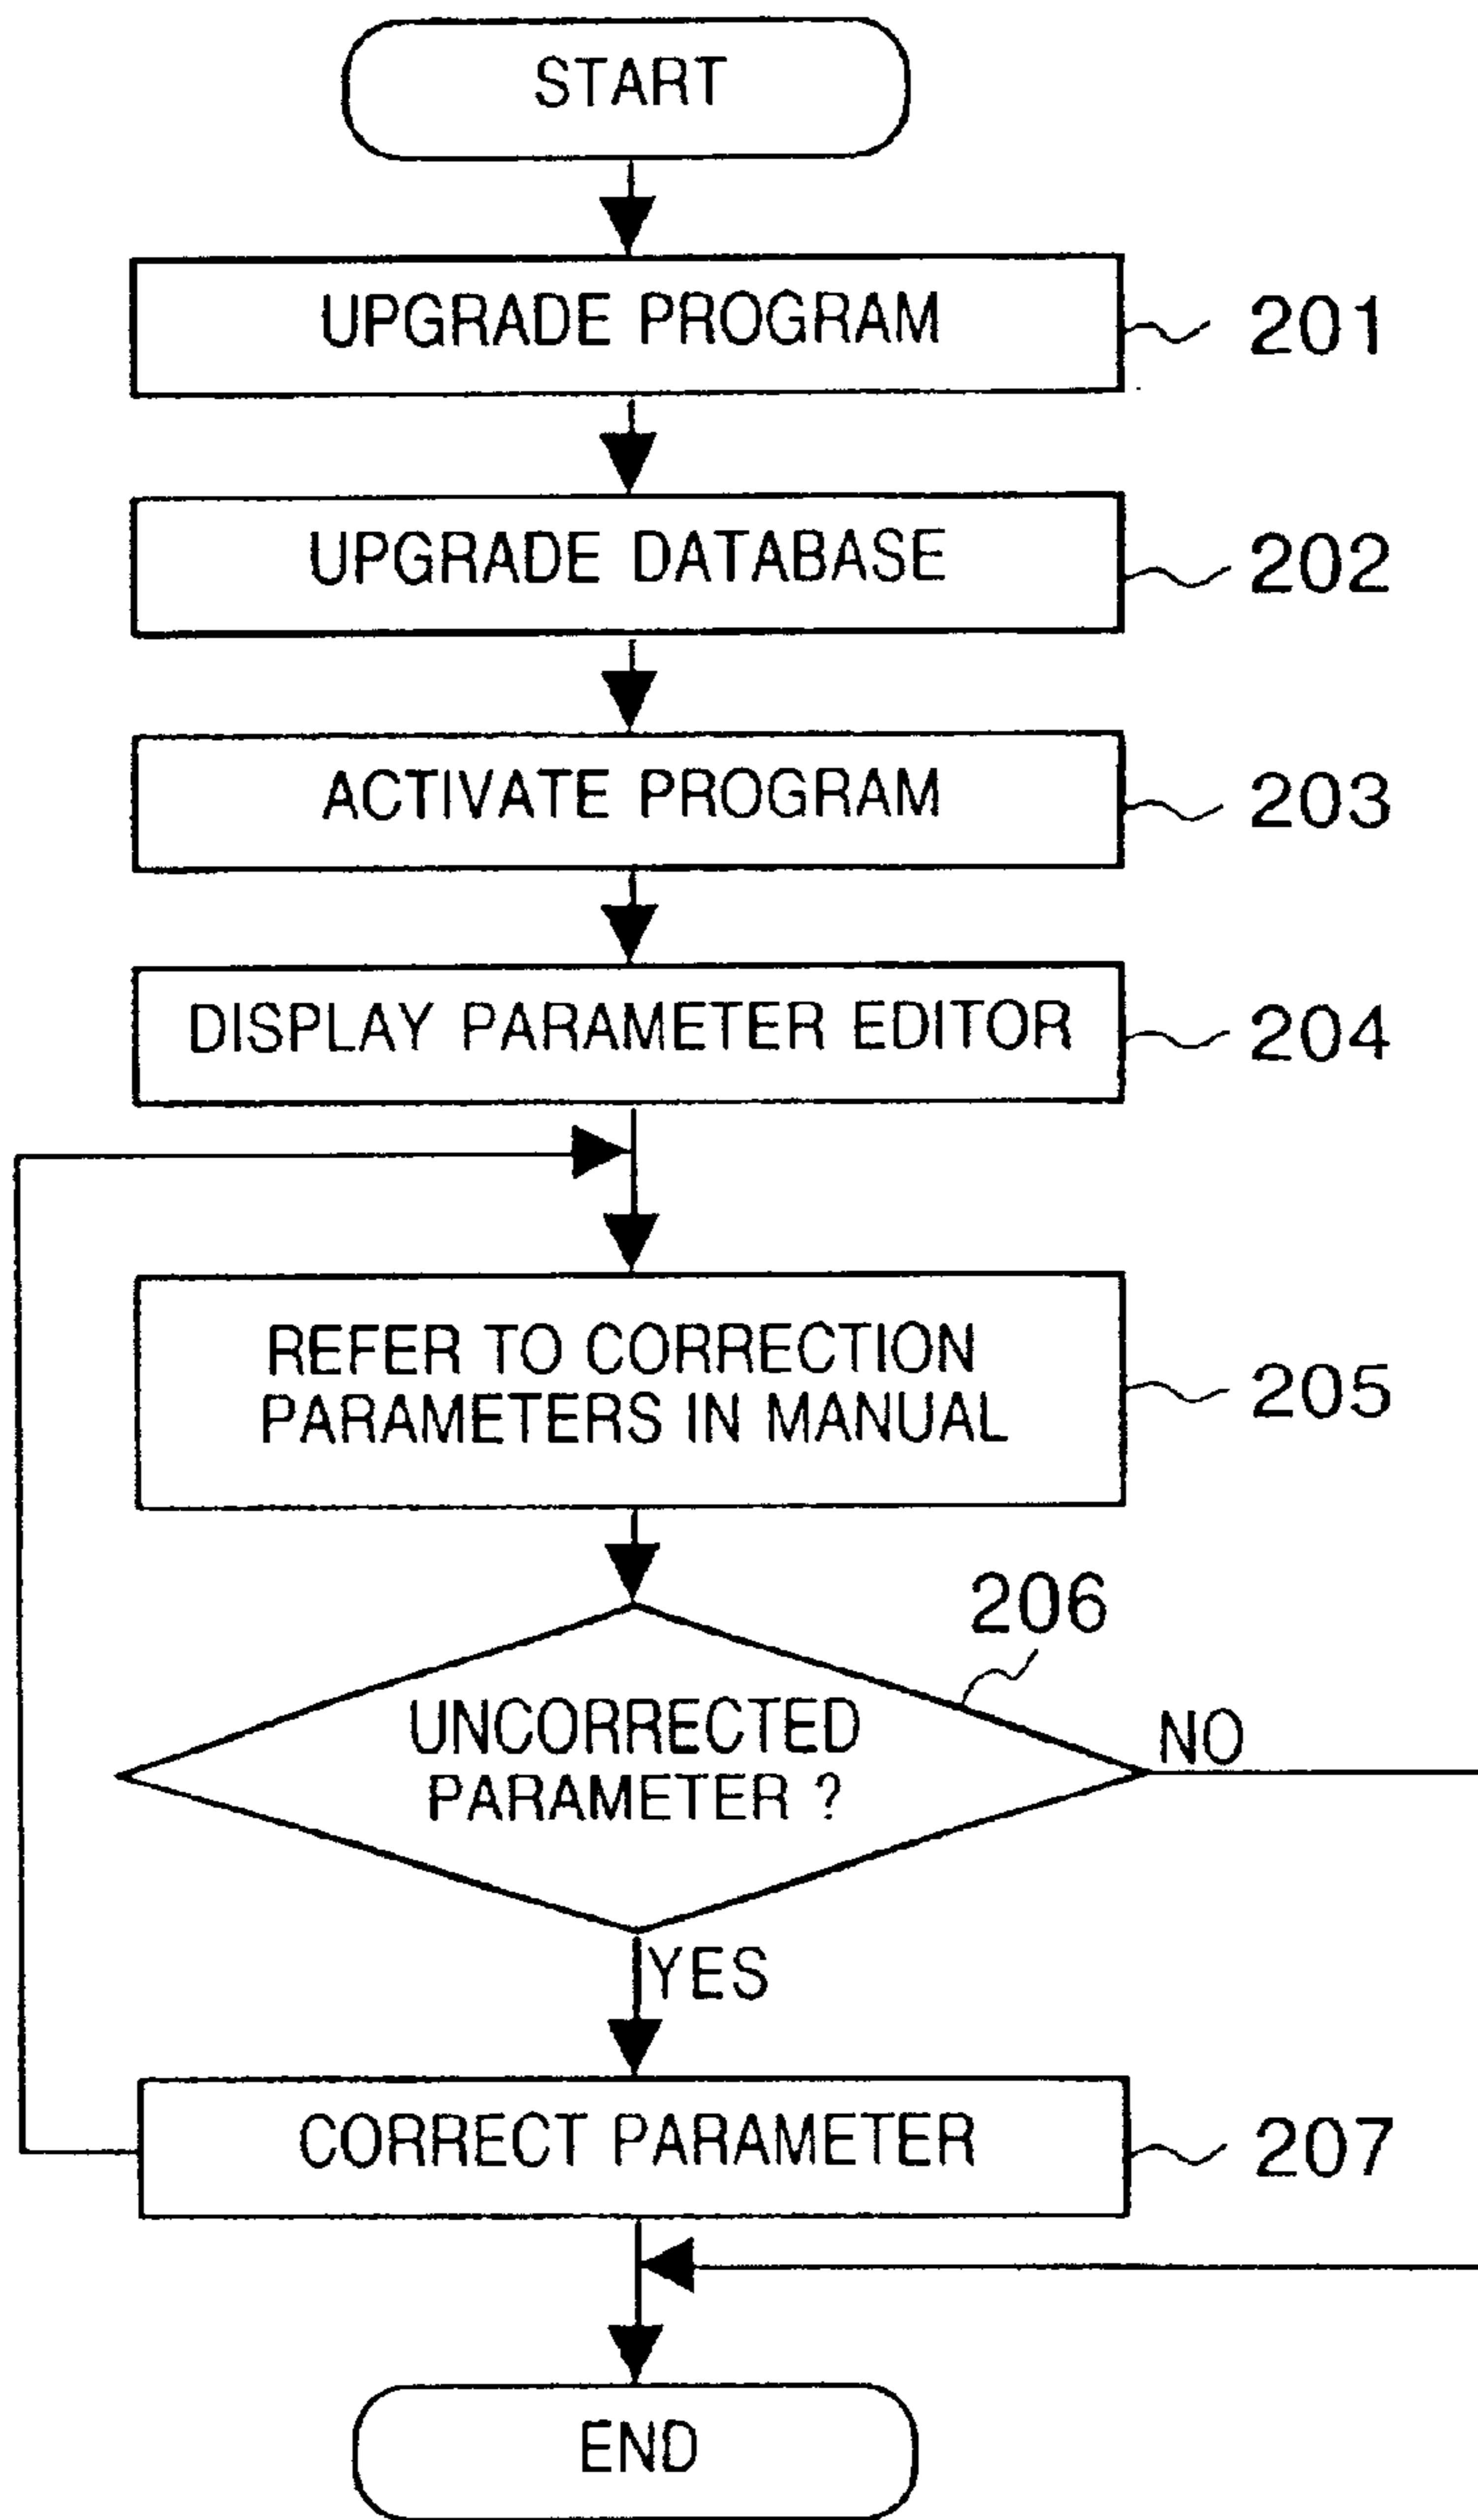 START
UPGRADE PROGRAM
201
UPGRADE DATABASE
202
ACTIVATE PROGRAM
203
DISPLAY PARAMETER EDITOR
204
REFER TO CORRECTION
PARAMETERS IN MANUAL
205
206
UNCORRECTED
PARAMETER ?
NO
YES
CORRECT PARAMETER
207
END